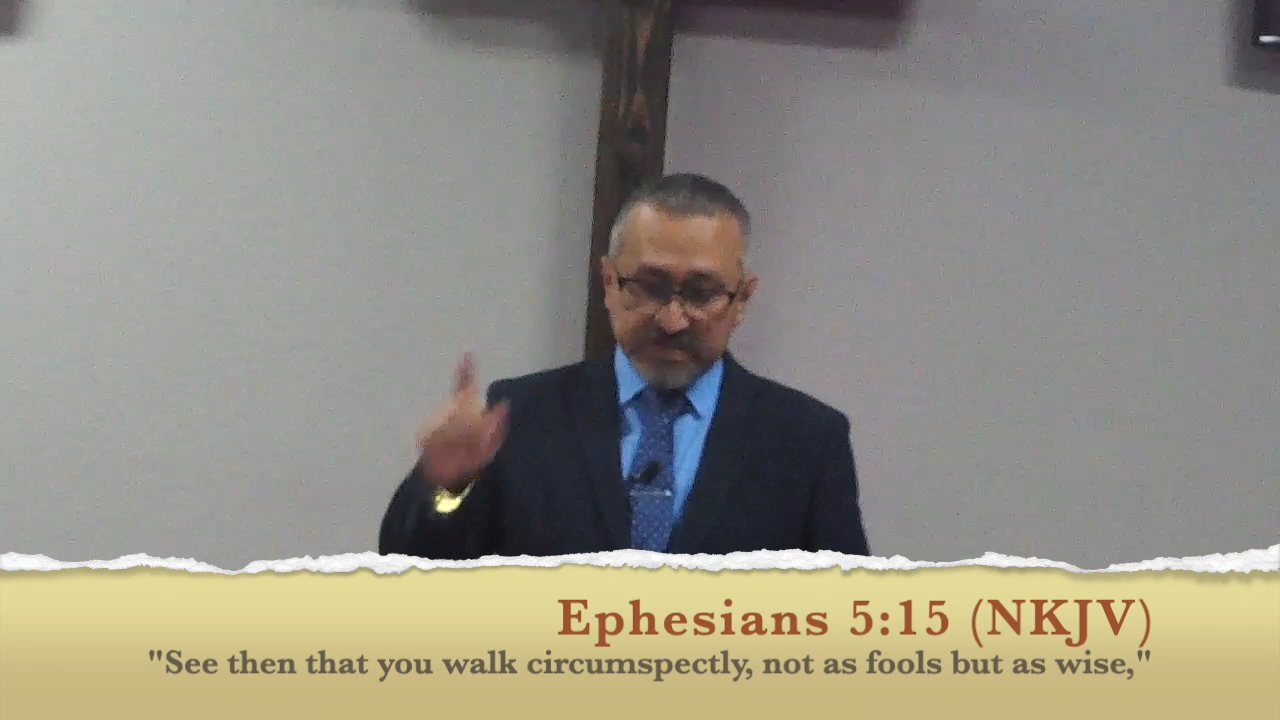 Ephesians 5:15 (NKJV)
"See then that you walk circumspectly, not as fools but as wise,"